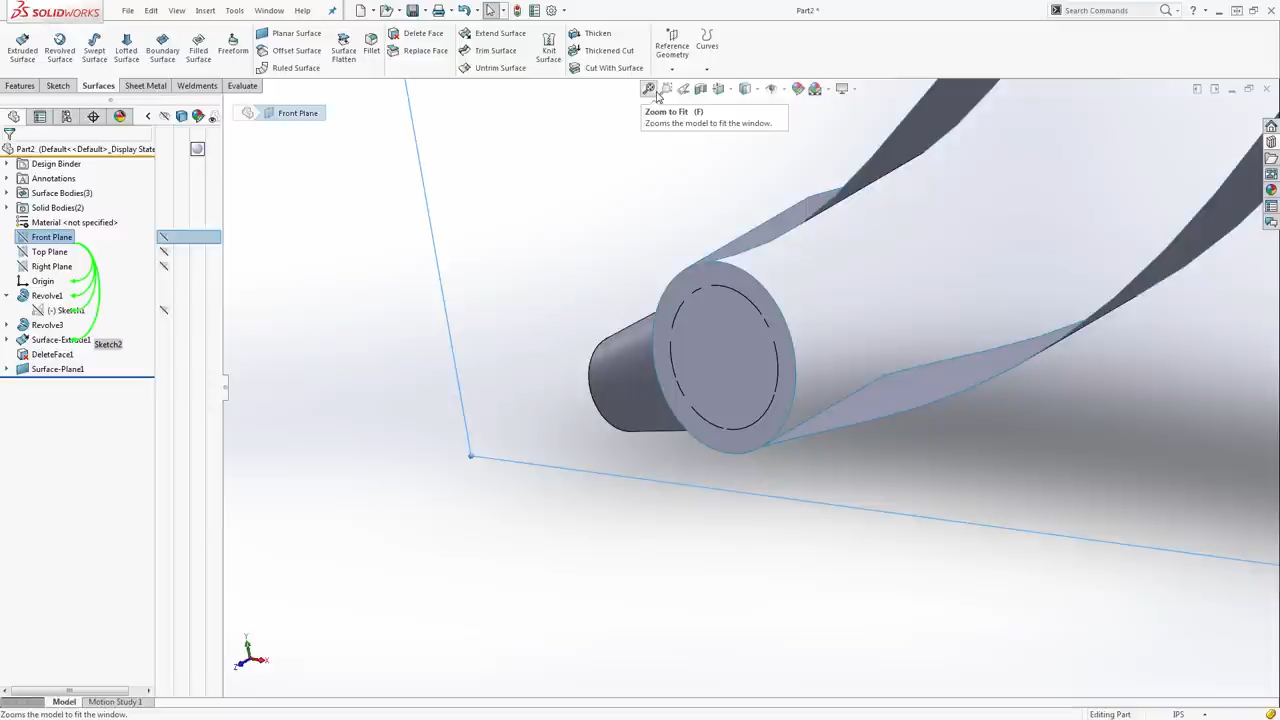 SOLIDWORKS File Edit View Insert Tools Window Help Part2 * Search Commands
Extruded Surface
Revolved Surface
Swept Surface
Lofted Surface
Boundary Surface
Filled Surface
Freeform
Planar Surface
Offset Surface
Ruled Surface
Surface Flatten
Fillet
Delete Face
Replace Face
Extend Surface
Trim Surface
Untrim Surface
Knit Surface
Thicken
Thickened Cut
Cut With Surface
Reference Geometry
Curves
Features Sketch Surfaces Sheet Metal Weldments Evaluate
Front Plane
Zoom to Fit (F)
Zooms the model to fit the window.
Part2 (Default<<Default>_Display State
Design Binder
Annotations
Surface Bodies(3)
Solid Bodies(2)
Material <not specified>
Front Plane
Top Plane
Right Plane
Origin
Revolve1
(-) Sketch1
Revolve3
Surface-Extrude1
Sketch2
DeleteFace1
Surface-Plane1
Y
Z
X
Model Motion Study 1
Zooms the model to fit the window. Editing Part IPS